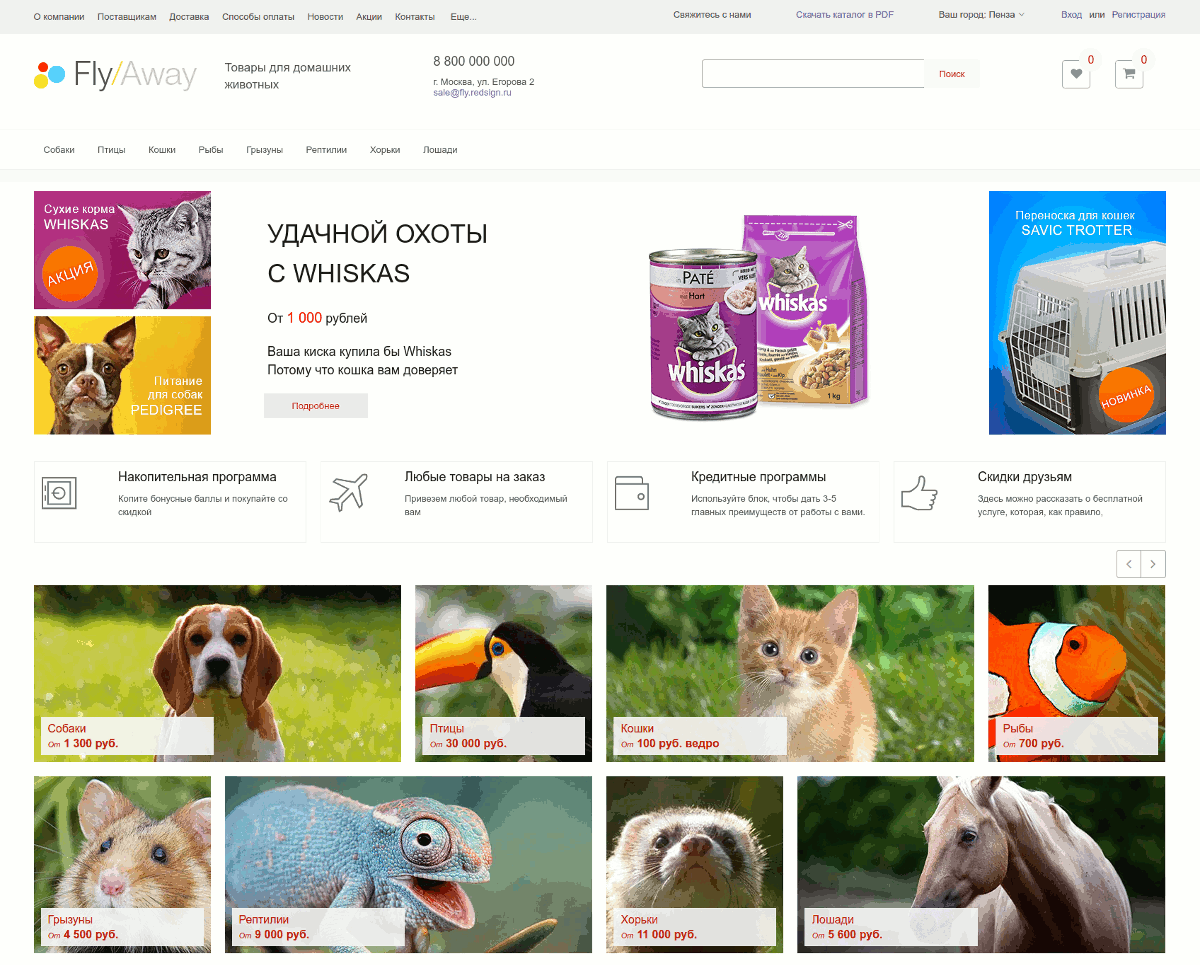 О компании Поставщикам Доставка Способы оплаты Новости Акции Контакты Еще... Свяжитесь с нами Скачать каталог в PDF Ваш город: Пенза Вход или Регистрация
Fly/Away
Товары для домашних
животных
8 800 000 000
г. Москва, ул. Егорова 2
sale@fly.redsign.ru
Поиск
0
0
Собаки Птицы Кошки Рыбы Грызуны Рептилии Хорьки Лошади
Сухие корма
WHISKAS
АКЦИЯ
Питание
для собак
PEDIGREE
УДАЧНОЙ ОХОТЫ
С WHISKAS
От 1 000 рублей
Ваша киска купила бы Whiskas
Потому что кошка вам доверяет
Подробнее
PATÉ
Hart
whiskas
whiskas
1 kg
Переноска для кошек
SAVIC TROTTER
НОВИНКА
Накопительная программа
Копите бонусные баллы и покупайте со
скидкой
Любые товары на заказ
Привезем любой товар, необходимый
вам
Кредитные программы
Используйте блок, чтобы дать 3-5
главных преимуществ от работы с вами.
Скидки друзьям
Здесь можно рассказать о бесплатной
услуге, которая, как правило,
Собаки
От 1 300 руб.
Птицы
От 30 000 руб.
Кошки
От 100 руб. ведро
Рыбы
От 700 руб.
Грызуны
От 4 500 руб.
Рептилии
От 9 000 руб.
Хорьки
От 11 000 руб.
Лошади
От 5 600 руб.